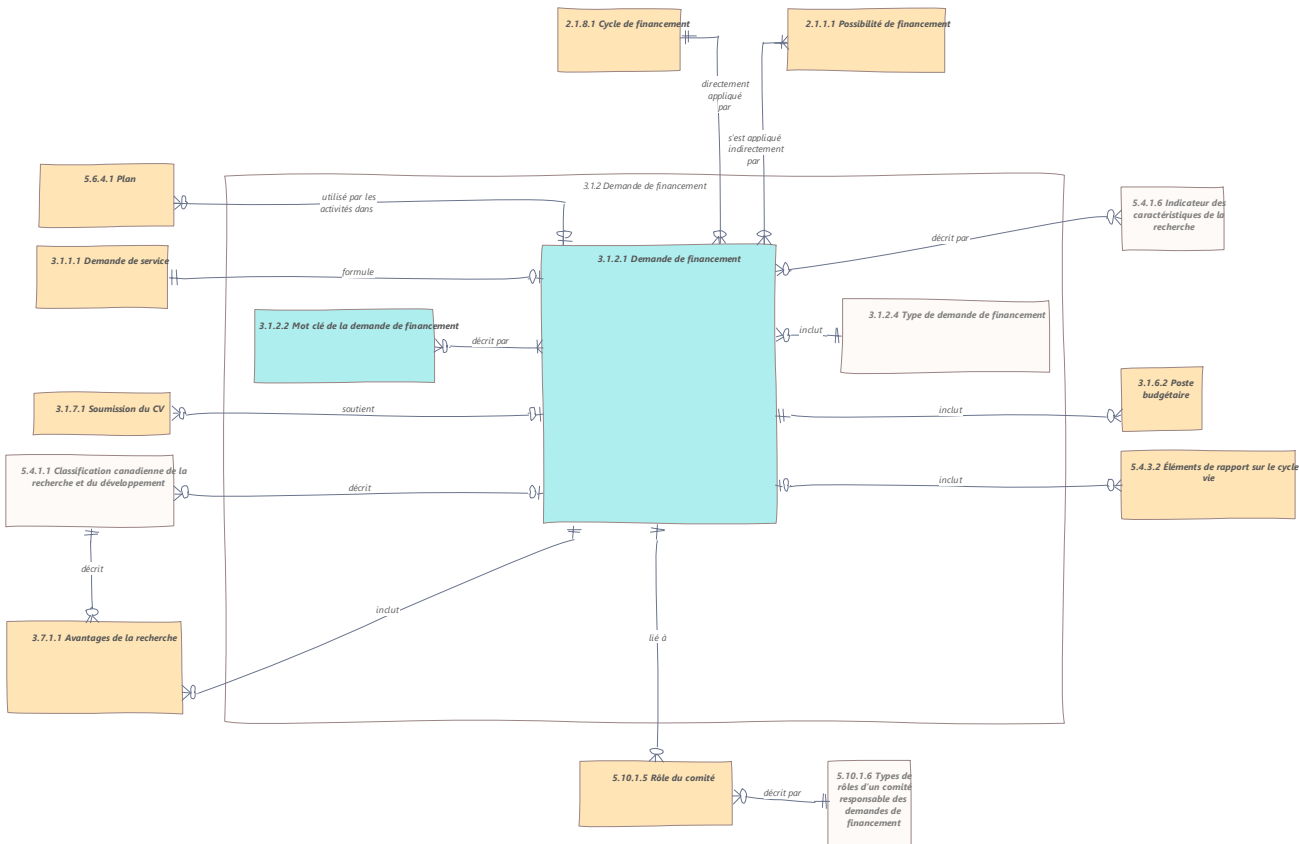 2.1.8.1 Cycle de financement
2.1.1.1 Possibilité de financement
directement
appliqué
par
s'est appliqué
indirectement
par
5.6.4.1 Plan
3.1.2 Demande de financement
utilisé par les
activités dans
5.4.1.6 Indicateur des
caractéristiques de la
recherche
décrit par
3.1.1.1 Demande de service
formule
3.1.2.1 Demande de financement
3.1.2.2 Mot clé de la demande de financement
décrit par
3.1.2.4 Type de demande de financement
inclut
3.1.7.1 Soumission du CV
soutient
inclut
3.1.6.2 Poste
budgétaire
5.4.1.1 Classification canadienne de la
recherche et du développement
décrit
inclut
5.4.3.2 Éléments de rapport sur le cycle
vie
décrit
inclut
3.7.1.1 Avantages de la recherche
lié à
5.10.1.5 Rôle du comité
décrit par
5.10.1.6 Types de
rôles d'un comité
responsable des
demandes de
financement